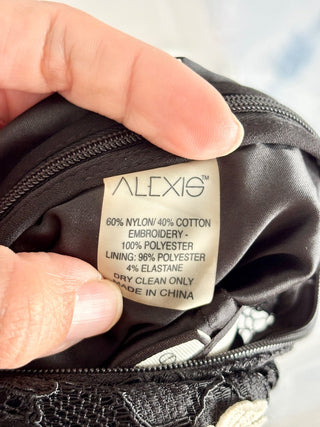 ALEXIS™
60% NYLON/ 40% COTTON
EMBROIDERY -
100% POLYESTER
LINING: 96% POLYESTER
4% ELASTANE
DRY CLEAN ONLY
MADE IN CHINA